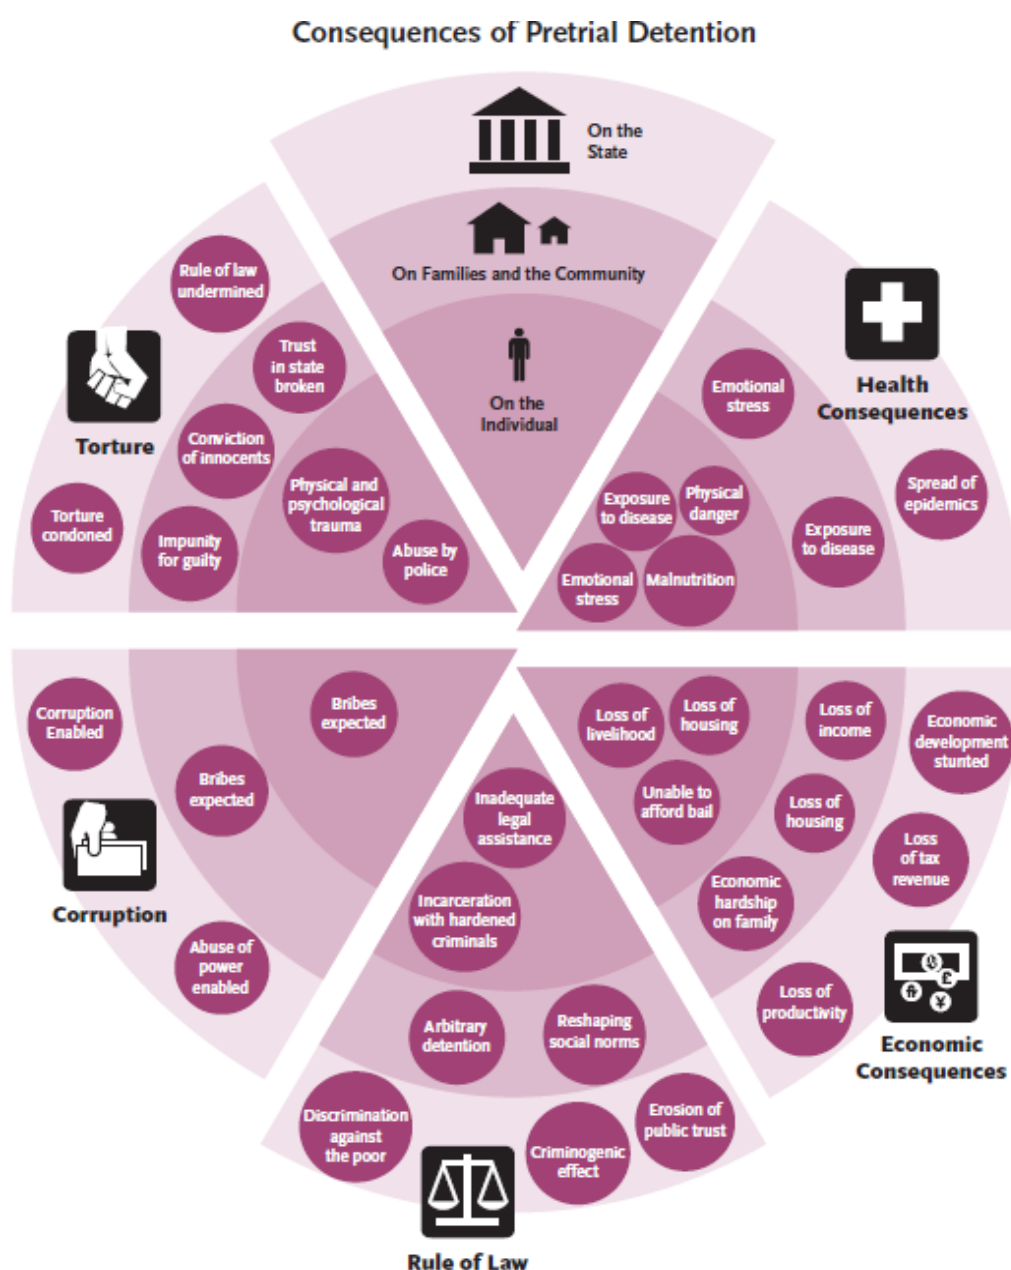 Consequences of Pretrial Detention
On the
State
On Families and the Community
On the
Individual
Health
Consequences
Emotional
stress
Spread of
epidemics
Exposure
to disease
Exposure
to disease
Physical
danger
Emotional
stress
Malnutrition
Economic
Consequences
Loss of
livelihood
Loss of
housing
Unable to
afford bail
Loss of
income
Loss of
housing
Economic
hardship
on family
Economic
development
stunted
Loss
of tax
revenue
Loss of
productivity
Rule of Law
Inadequate
legal
assistance
Incarceration
with hardened
criminals
Arbitrary
detention
Reshaping
social norms
Discrimination
against
the poor
Criminogenic
effect
Erosion of
public trust
Corruption
Bribes
expected
Bribes
expected
Corruption
Enabled
Abuse of
power
enabled
Torture
Rule of law
undermined
Trust
in state
broken
Conviction
of innocents
Physical and
psychological
trauma
Torture
condoned
Impunity
for guilty
Abuse by
police